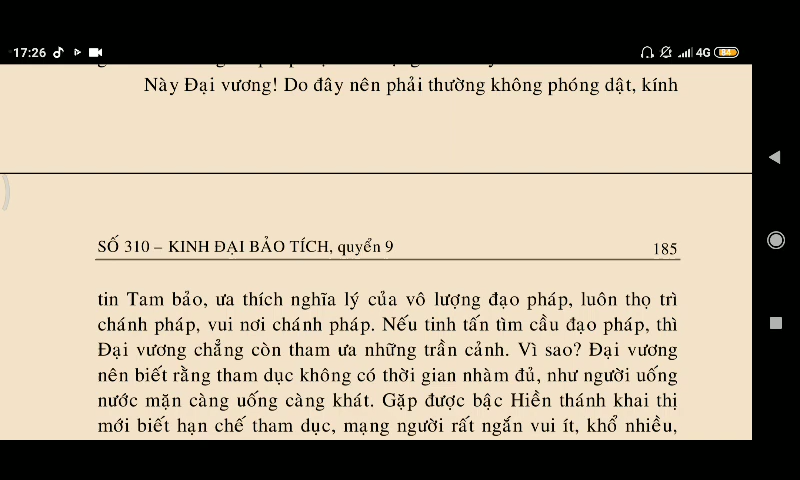 17:26
4G 84
Này Đại vương! Do đây nên phải thường không phóng dật, kính
SỐ 310 – KINH ĐẠI BẢO TÍCH, quyển 9 185
tin Tam bảo, ưa thích nghĩa lý của vô lượng đạo pháp, luôn thọ trì
chánh pháp, vui nơi chánh pháp. Nếu tinh tấn tìm cầu đạo pháp, thì
Đại vương chẳng còn tham ưa những trần cảnh. Vì sao? Đại vương
nên biết rằng tham dục không có thời gian nhàm đủ, như người uống
nước mặn càng uống càng khát. Gặp được bậc Hiền thánh khai thị
mới biết hạn chế tham dục, mạng người rất ngắn vui ít, khổ nhiều,